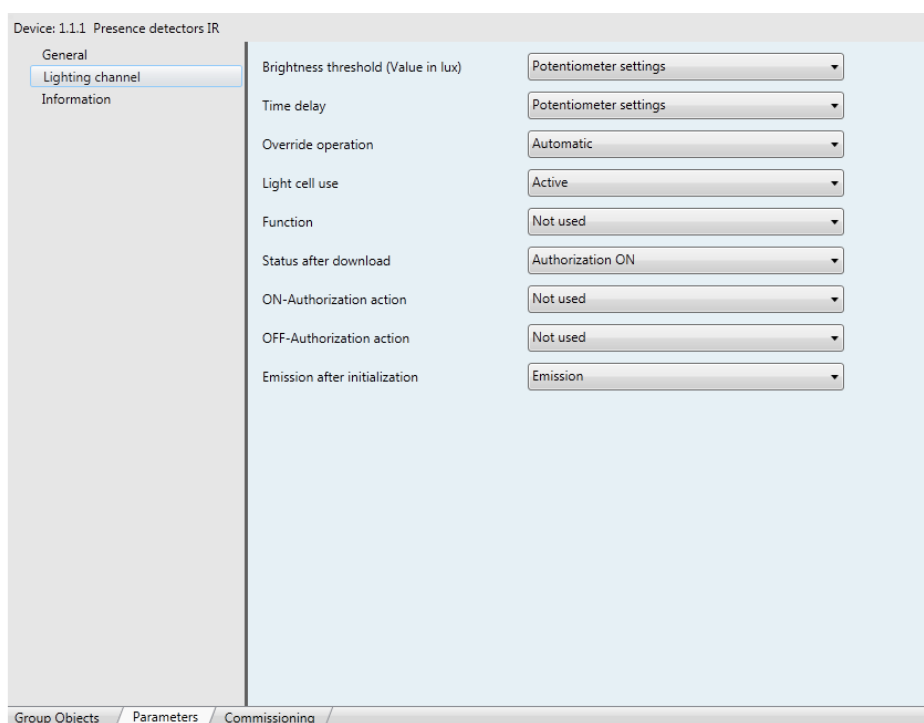 Device: 1.1.1 Presence detectors IR
General
Lighting channel
Information
Brightness threshold (Value in lux) Potentiometer settings
Time delay Potentiometer settings
Override operation Automatic
Light cell use Active
Function Not used
Status after download Authorization ON
ON-Authorization action Not used
OFF-Authorization action Not used
Emission after initialization Emission
Group Objects Parameters Commissioning